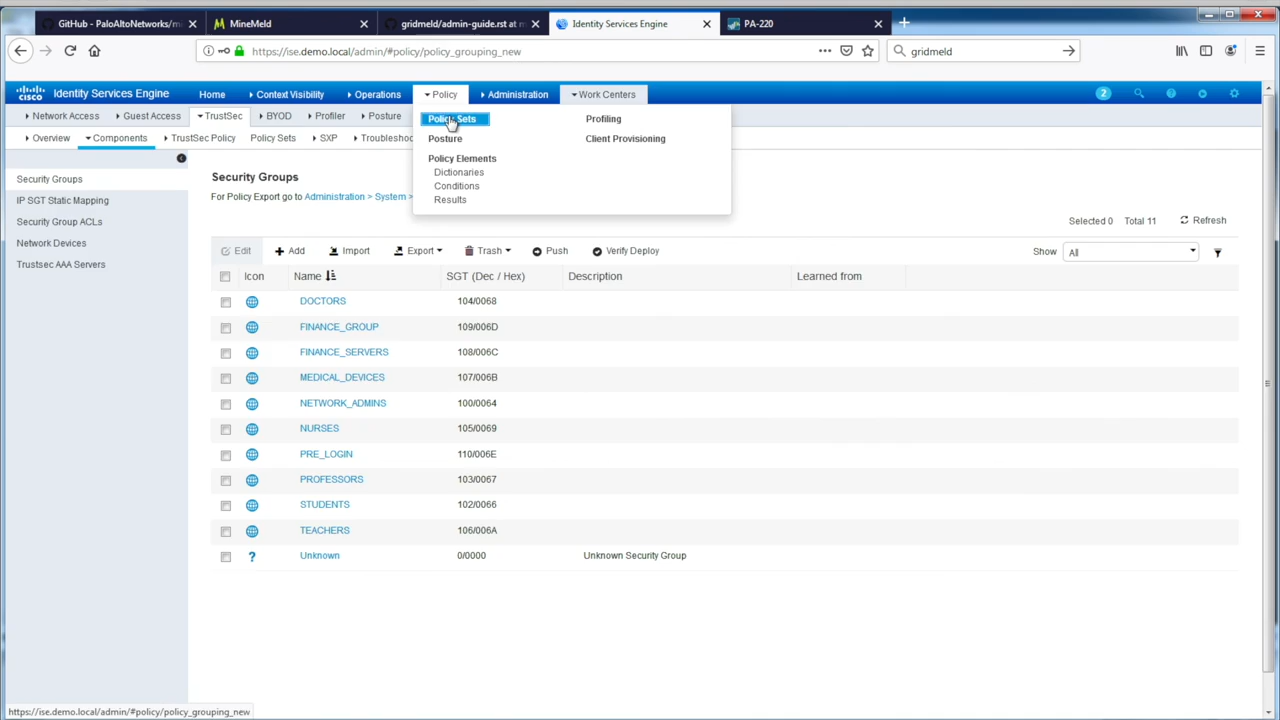 GitHub - PaloAltoNetworks/mi
MineMeld
gridmeld/admin-guide.rst at m
Identity Services Engine
PA-220
https://ise.demo.local/admin/#policy/policy_grouping_new
gridmeld
CISCO Identity Services Engine
Home
Context Visibility
Operations
Policy
Administration
Work Centers
2
Network Access
Guest Access
TrustSec
BYOD
Profiler
Posture
Overview
Components
TrustSec Policy
Policy Sets
SXP
Troubleshoo
Policy Sets
Posture
Policy Elements
Dictionaries
Conditions
Results
Profiling
Client Provisioning
Security Groups
IP SGT Static Mapping
Security Group ACLs
Network Devices
Trustsec AAA Servers
Security Groups
For Policy Export go to Administration > System >
Selected 0 Total 11 Refresh
Edit Add Import Export Trash Push Verify Deploy
Show All
Icon Name SGT (Dec / Hex) Description Learned from
DOCTORS 104/0068
FINANCE_GROUP 109/006D
FINANCE_SERVERS 108/006C
MEDICAL_DEVICES 107/006B
NETWORK_ADMINS 100/0064
NURSES 105/0069
PRE_LOGIN 110/006E
PROFESSORS 103/0067
STUDENTS 102/0066
TEACHERS 106/006A
? Unknown 0/0000 Unknown Security Group
https://ise.demo.local/admin/#policy/policy_grouping_new